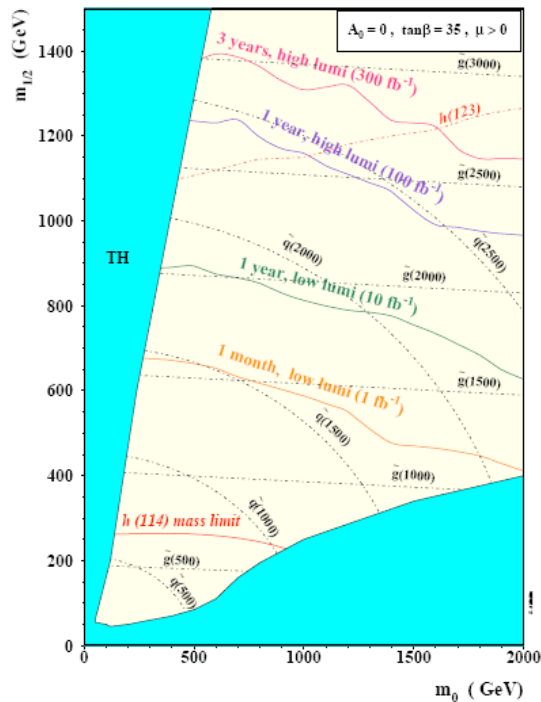 m1/2 (GeV)
A0 = 0 , tanβ = 35 , μ > 0
1400
1200
1000
800
600
400
200
0
3 years, high lumi (300 fb-1)
g̃(3000)
h(123)
1 year, high lumi (100 fb-1)
g̃(2500)
q̃(2500)
q̃(2000)
g̃(2000)
TH
1 year, low lumi (10 fb-1)
1 month, low lumi (1 fb-1)
g̃(1500)
q̃(1500)
g̃(1000)
q̃(1000)
h (114) mass limit
g̃(500)
q̃(500)
0
500
1000
1500
2000
m0 ( GeV)